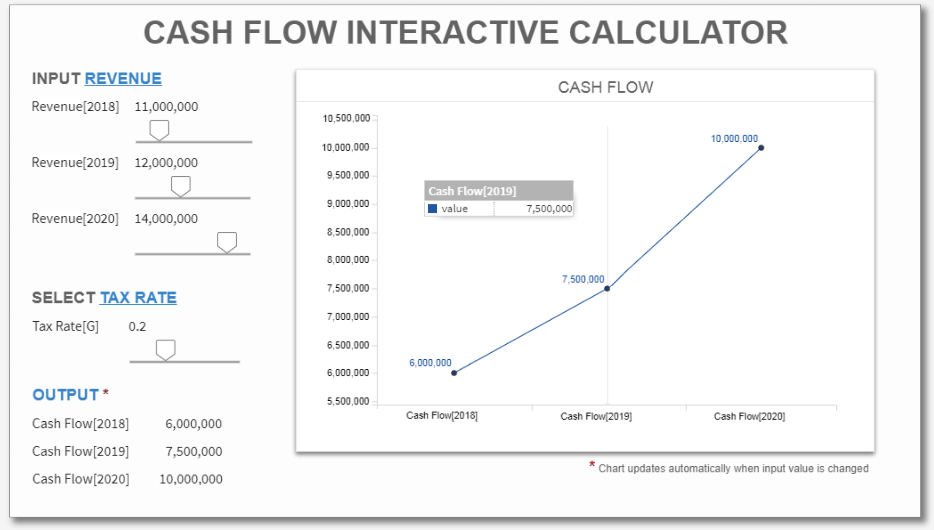 CASH FLOW INTERACTIVE CALCULATOR
INPUT REVENUE
Revenue[2018] 11,000,000
Revenue[2019] 12,000,000
Revenue[2020] 14,000,000
SELECT TAX RATE
Tax Rate[G] 0.2
OUTPUT *
Cash Flow[2018] 6,000,000
Cash Flow[2019] 7,500,000
Cash Flow[2020] 10,000,000
CASH FLOW
10,500,000
10,000,000
9,500,000
9,000,000
8,500,000
8,000,000
7,500,000
7,000,000
6,500,000
6,000,000
5,500,000
10,000,000
Cash Flow[2019]
value 7,500,000
7,500,000
6,000,000
Cash Flow[2018] Cash Flow[2019] Cash Flow[2020]
* Chart updates automatically when input value is changed